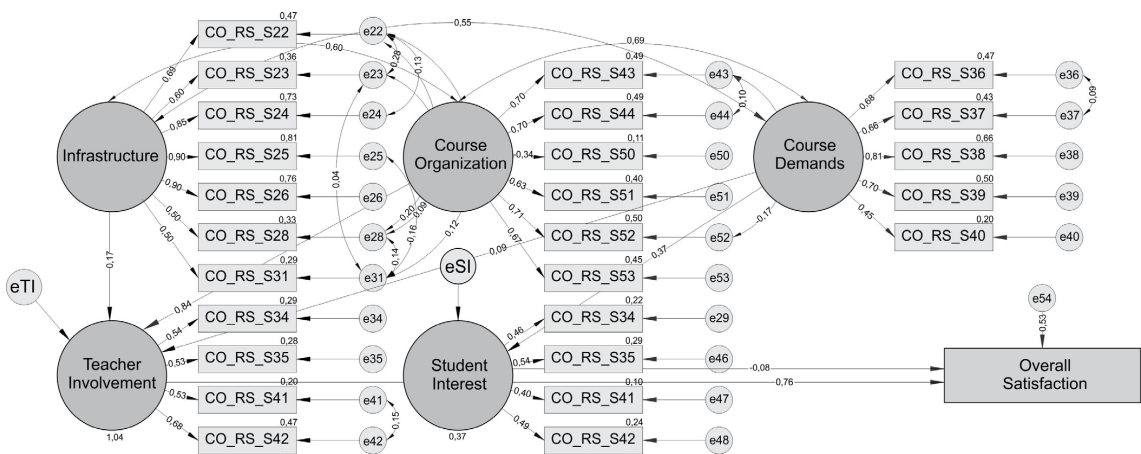 0,47
0,55
CO_RS_S22
e22
0,60
0,69
0,36
0,28
0,13
0,49
0,47
CO_RS_S23
e23
CO_RS_S43
e43
CO_RS_S36
e36
0,69
0,60
0,73
0,70
0,49
0,10
0,68
0,43
0,09
CO_RS_S24
e24
CO_RS_S44
e44
CO_RS_S37
e37
0,85
0,81
0,70
0,11
0,66
0,66
Infrastructure
CO_RS_S25
e25
Course
Organization
CO_RS_S50
e50
Course
Demands
CO_RS_S38
e38
0,90
0,76
0,34
0,40
0,81
0,50
0,04
CO_RS_S26
e26
CO_RS_S51
e51
CO_RS_S39
e39
0,90
0,33
0,20
0,09
0,63
0,50
0,70
0,20
0,50
CO_RS_S28
e28
0,71
CO_RS_S52
e52
-0,17
0,45
CO_RS_S40
e40
0,50
0,29
-0,16
0,12
0,67
0,45
0,17
0,14
0,09
0,37
CO_RS_S31
e31
eSI
CO_RS_S53
e53
eTI
0,84
0,29
0,22
e54
CO_RS_S34
e34
CO_RS_S34
e29
0,54
0,28
0,46
0,29
0,53
Teacher
Involvement
0,53
CO_RS_S35
e35
Student
Interest
0,54
CO_RS_S35
e46
-0,08
Overall
Satisfaction
0,20
0,10
0,76
0,53
CO_RS_S41
e41
0,40
CO_RS_S41
e47
0,68
0,47
0,15
0,49
0,24
1,04
CO_RS_S42
e42
0,37
CO_RS_S42
e48